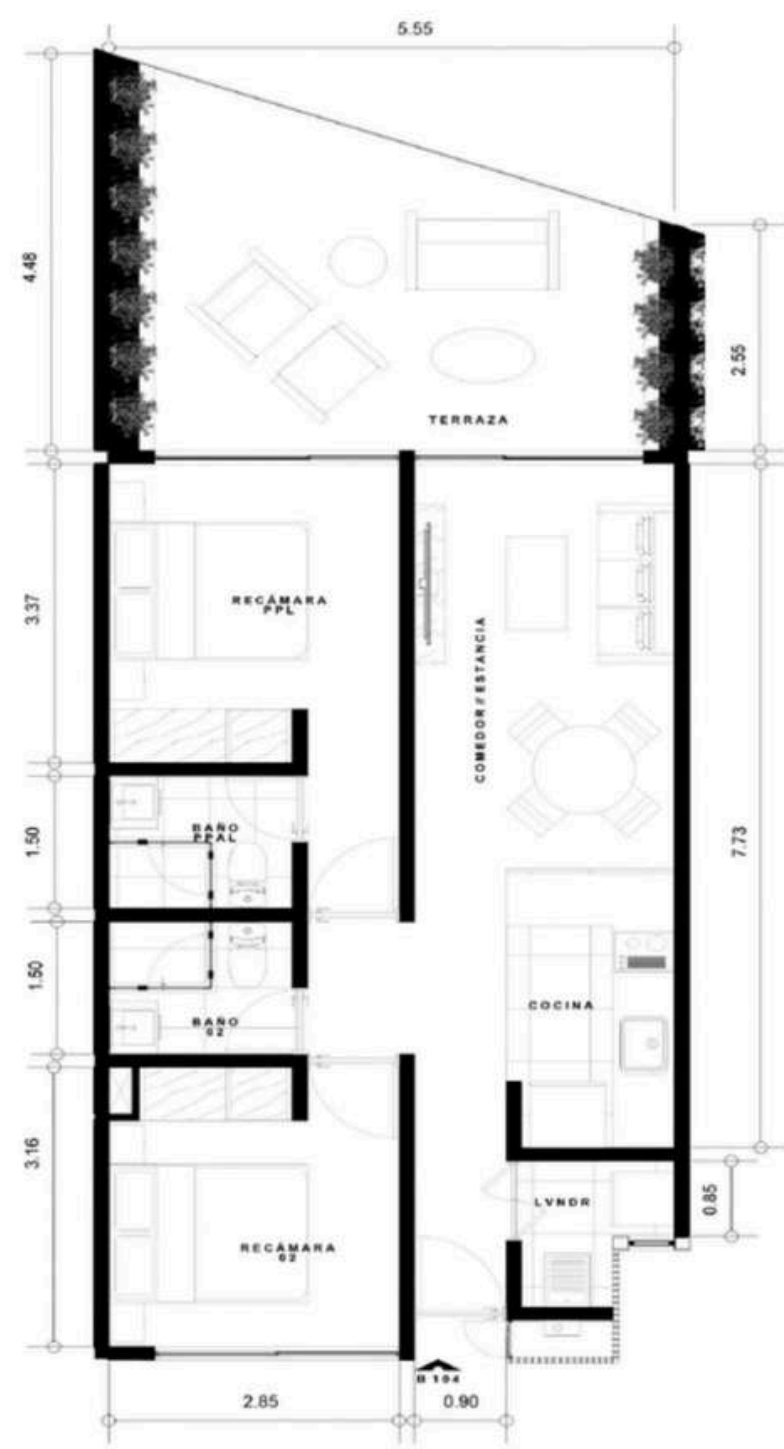 5.55
4.48
2.55
TERRAZA
3.37
RECÁMARA
PPL
COMEDOR//ESTANCIA
7.73
1.50
BAÑO
PPAL
1.50
COCINA
BAÑO
02
3.16
LVNDR
0.85
RECÁMARA
02
B 104
2.85
0.90